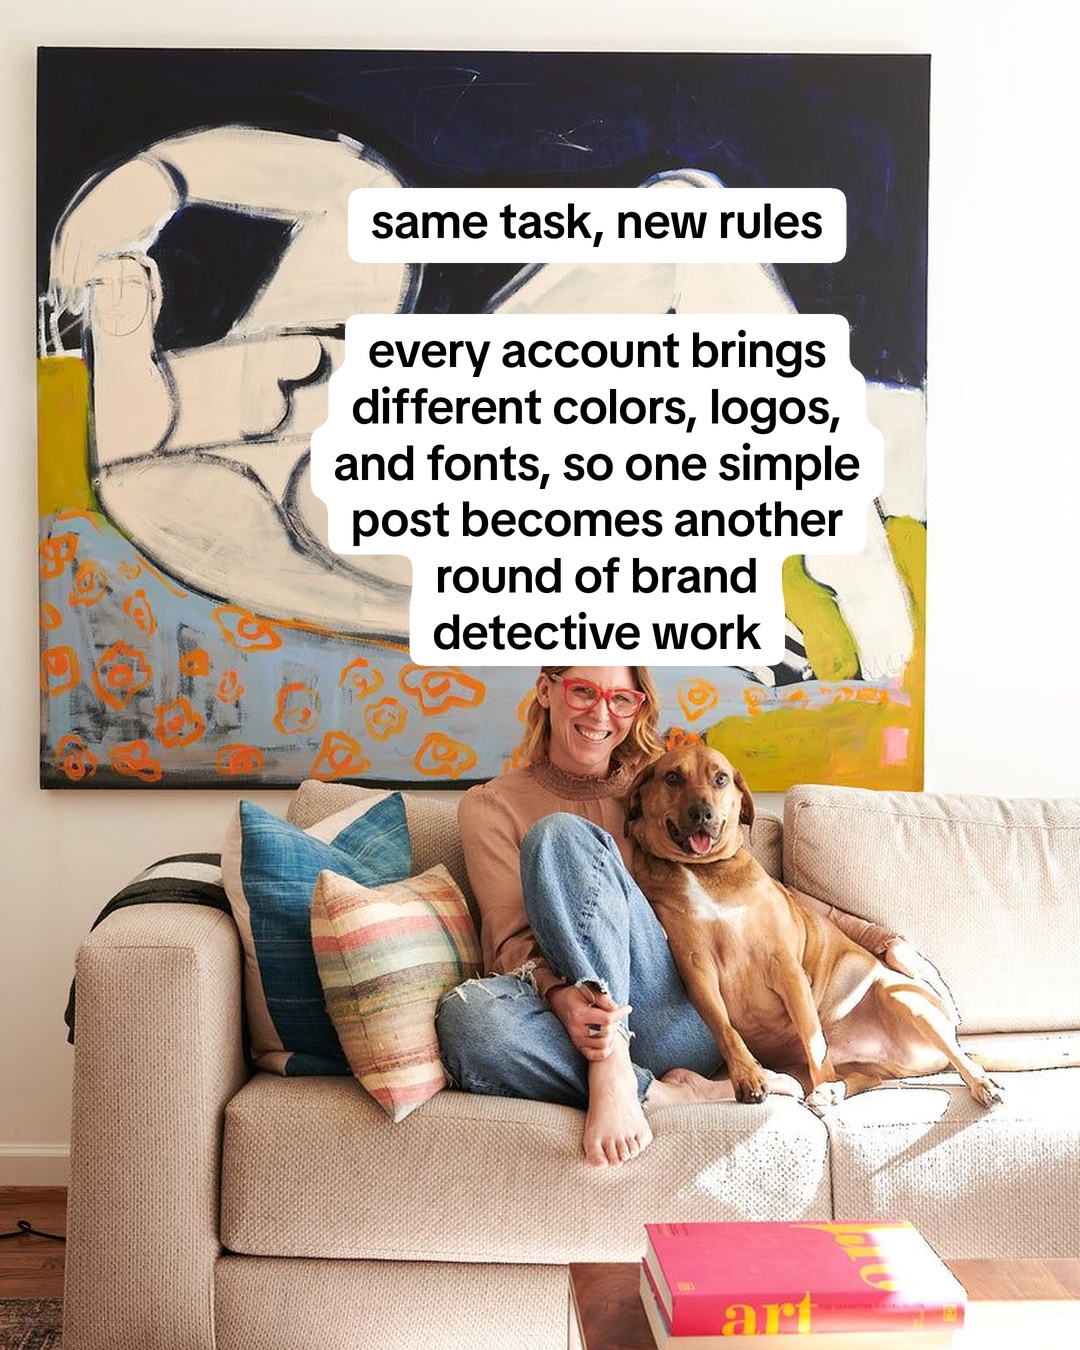 same task, new rules
every account brings
different colors, logos,
and fonts, so one simple
post becomes another
round of brand
detective work
art